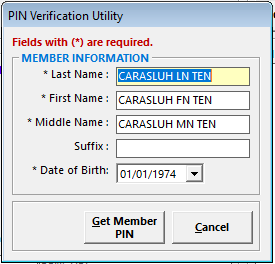 PIN Verification Utility
Fields with (*) are required.
MEMBER INFORMATION
* Last Name : CARASLUH LN TEN
* First Name : CARASLUH FN TEN
* Middle Name : CARASLUH MN TEN
Suffix :
* Date of Birth: 01/01/1974
Get Member
PIN
Cancel